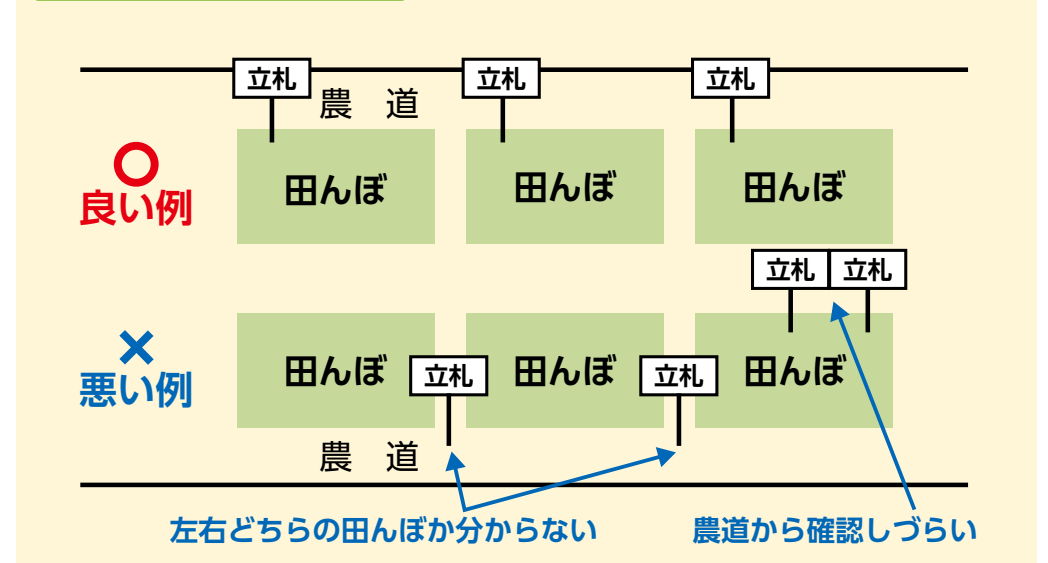 立札 立札 立札
農 道
田んぼ 田んぼ 田んぼ
良い例
立札 立札
田んぼ 立札 田んぼ 立札 田んぼ
悪い例
農 道
左右どちらの田んぼか分からない 農道から確認しづらい